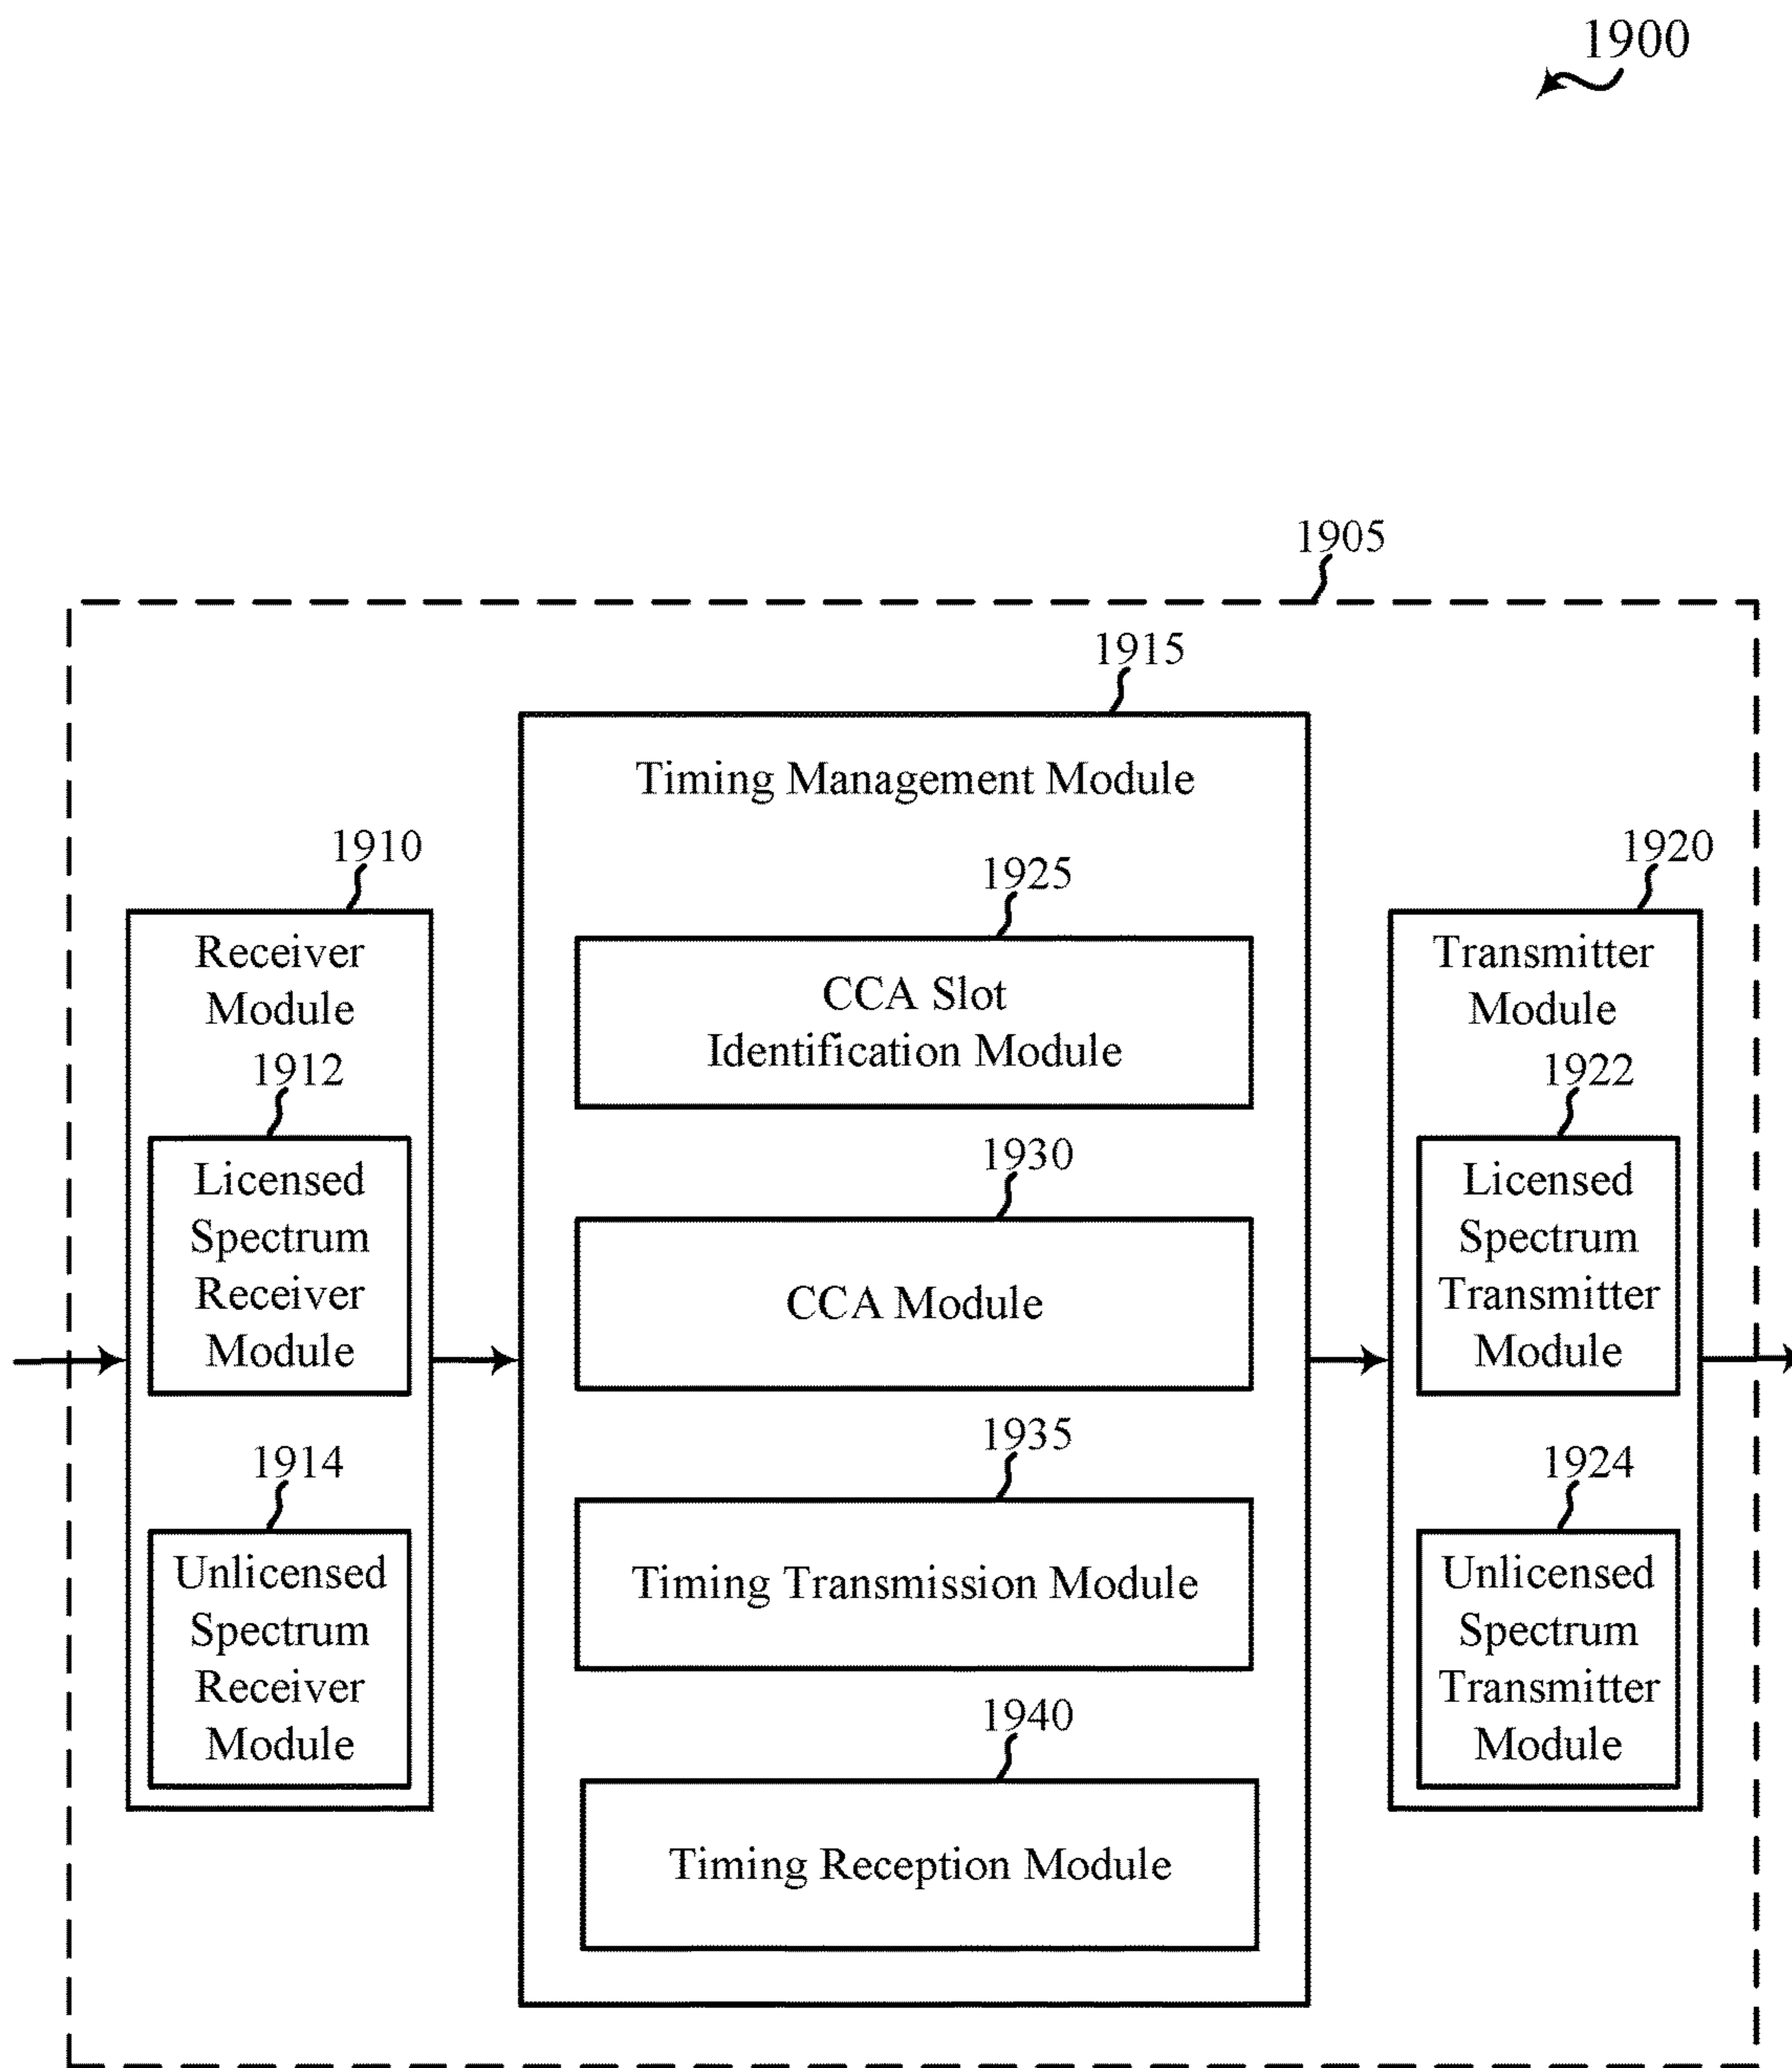 1900
1905
1915
Timing Management Module
1910
Receiver
Module
1912
Licensed
Spectrum
Receiver
Module
1914
Unlicensed
Spectrum
Receiver
Module
1925
CCA Slot
Identification Module
1930
CCA Module
1935
Timing Transmission Module
1940
Timing Reception Module
1920
Transmitter
Module
1922
Licensed
Spectrum
Transmitter
Module
1924
Unlicensed
Spectrum
Transmitter
Module